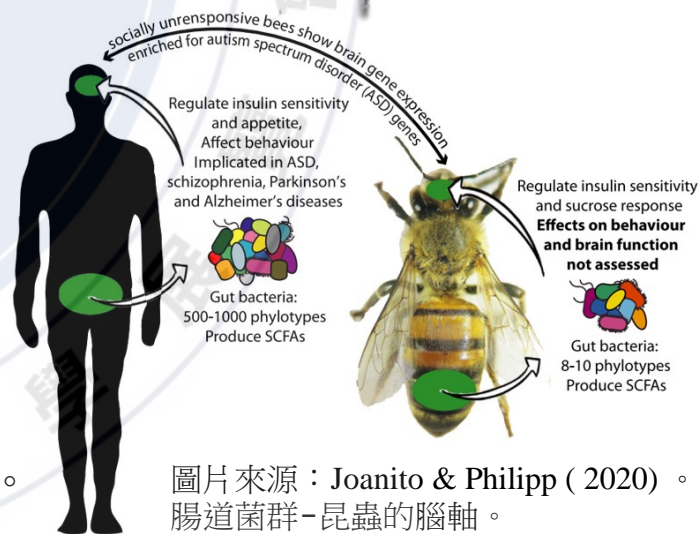 socially unresponsive bees show brain gene expression
enriched for autism spectrum disorder (ASD) genes
Regulate insulin sensitivity
and appetite,
Affect behaviour
Implicated in ASD,
schizophrenia, Parkinson's
and Alzheimer's diseases
Gut bacteria:
500-1000 phylotypes
Produce SCFAs
Regulate insulin sensitivity
and sucrose response
Effects on behaviour
and brain function
not assessed
Gut bacteria:
8-10 phylotypes
Produce SCFAs
。
圖片來源：Joanito & Philipp ( 2020) 。
腸道菌群-昆蟲的腦軸。